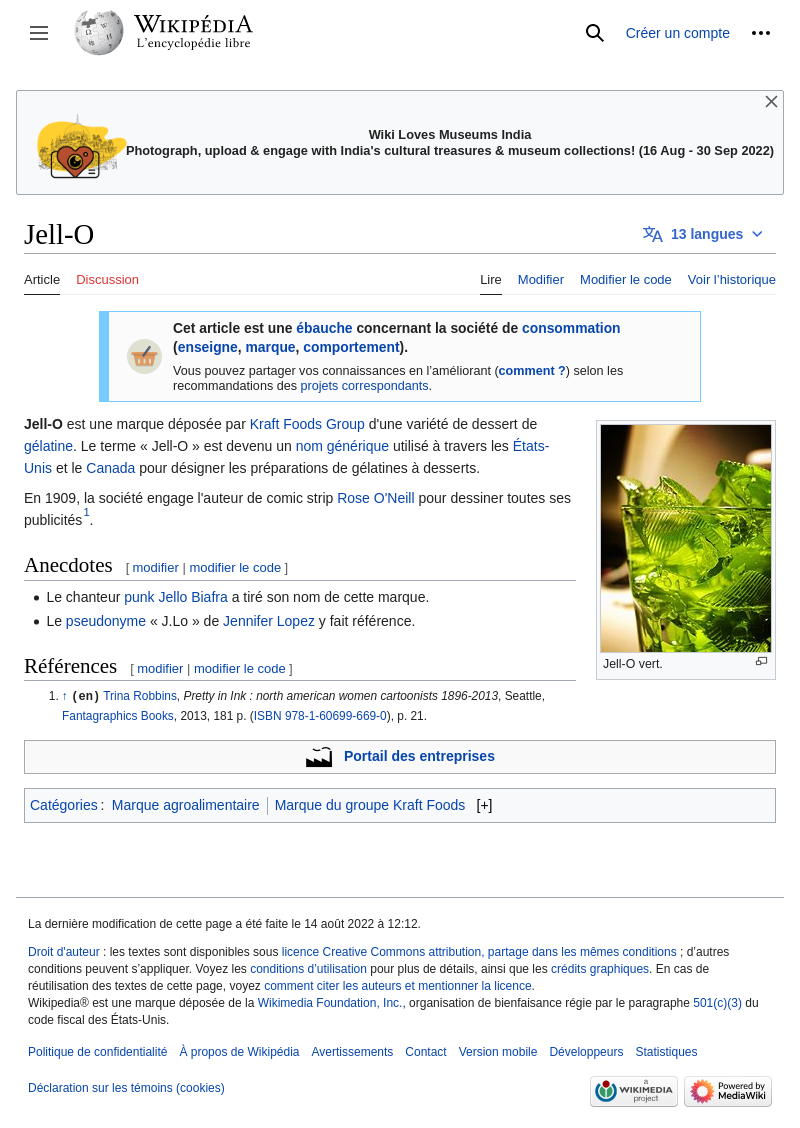 WIKIPÉDIA
L'encyclopédie libre
Créer un compte
Wiki Loves Museums India
Photograph, upload & engage with India's cultural treasures & museum collections! (16 Aug - 30 Sep 2022)
Jell-O
13 langues
Article Discussion Lire Modifier Modifier le code Voir l’historique
Cet article est une ébauche concernant la société de consommation
(enseigne, marque, comportement).
Vous pouvez partager vos connaissances en l’améliorant (comment ?) selon les
recommandations des projets correspondants.
Jell-O est une marque déposée par Kraft Foods Group d'une variété de dessert de
gélatine. Le terme « Jell-O » est devenu un nom générique utilisé à travers les États-
Unis et le Canada pour désigner les préparations de gélatines à desserts.
En 1909, la société engage l'auteur de comic strip Rose O'Neill pour dessiner toutes ses
publicités1.
Jell-O vert.
Anecdotes [ modifier | modifier le code ]
• Le chanteur punk Jello Biafra a tiré son nom de cette marque.
• Le pseudonyme « J.Lo » de Jennifer Lopez y fait référence.
Références [ modifier | modifier le code ]
1. ↑ (en) Trina Robbins, Pretty in Ink : north american women cartoonists 1896-2013, Seattle,
Fantagraphics Books, 2013, 181 p. (ISBN 978-1-60699-669-0), p. 21.
Portail des entreprises
Catégories : Marque agroalimentaire | Marque du groupe Kraft Foods [+]
La dernière modification de cette page a été faite le 14 août 2022 à 12:12.
Droit d'auteur : les textes sont disponibles sous licence Creative Commons attribution, partage dans les mêmes conditions ; d’autres
conditions peuvent s’appliquer. Voyez les conditions d’utilisation pour plus de détails, ainsi que les crédits graphiques. En cas de
réutilisation des textes de cette page, voyez comment citer les auteurs et mentionner la licence.
Wikipedia® est une marque déposée de la Wikimedia Foundation, Inc., organisation de bienfaisance régie par le paragraphe 501(c)(3) du
code fiscal des États-Unis.
Politique de confidentialité À propos de Wikipédia Avertissements Contact Version mobile Développeurs Statistiques
Déclaration sur les témoins (cookies)
a
WIKIMEDIA
project
Powered by
MediaWiki